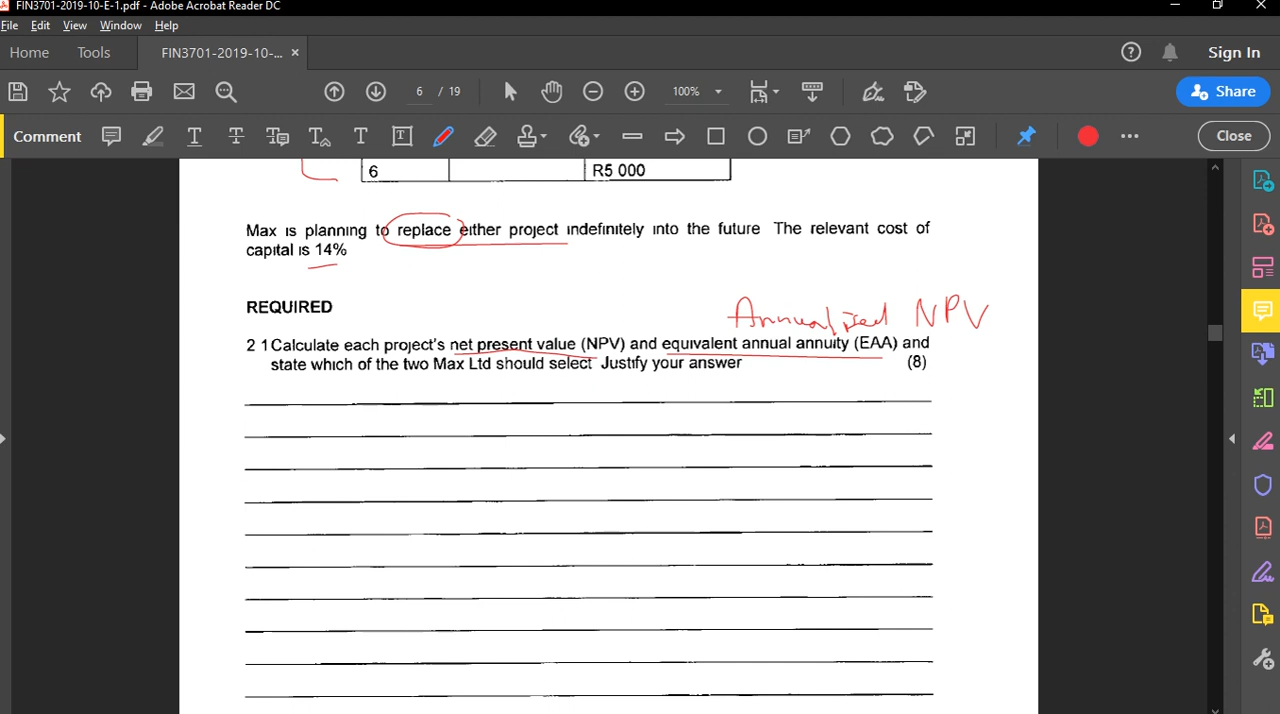 FIN3701-2019-10-E-1.pdf - Adobe Acrobat Reader DC
File Edit View Window Help
Home Tools FIN3701-2019-10-... × Sign In
6 / 19 100% Share
Comment Close
6 R5 000
Max is planning to replace either project indefinitely into the future The relevant cost of
capital is 14%
REQUIRED
Annualised NPV
2 1 Calculate each project's net present value (NPV) and equivalent annual annuity (EAA) and
state which of the two Max Ltd should select Justify your answer (8)